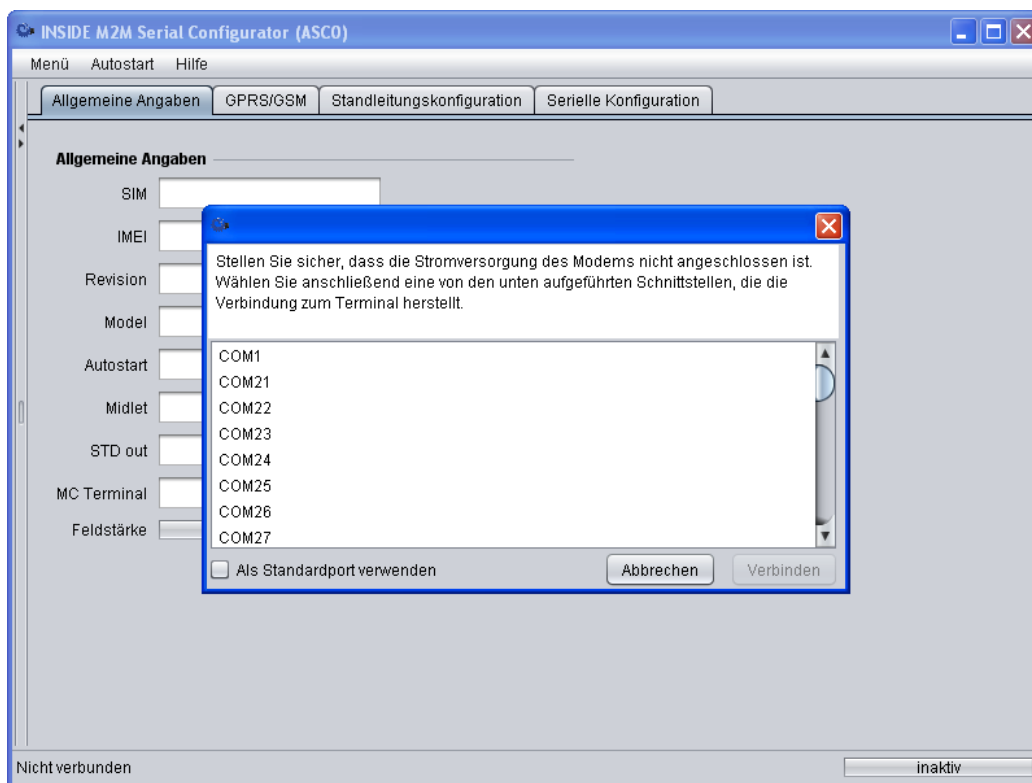 INSIDE M2M Serial Configurator (ASCO)
Menü Autostart Hilfe
Allgemeine Angaben GPRS/GSM Standleitungskonfiguration Serielle Konfiguration
Allgemeine Angaben
SIM
IMEI
Revision
Model
Autostart
Midlet
STD out
MC Terminal
Feldstärke
Stellen Sie sicher, dass die Stromversorgung des Modems nicht angeschlossen ist.
Wählen Sie anschließend eine von den unten aufgeführten Schnittstellen, die die
Verbindung zum Terminal herstellt.
COM1
COM21
COM22
COM23
COM24
COM25
COM26
COM27
Als Standardport verwenden Abbrechen Verbinden
Nicht verbunden inaktiv